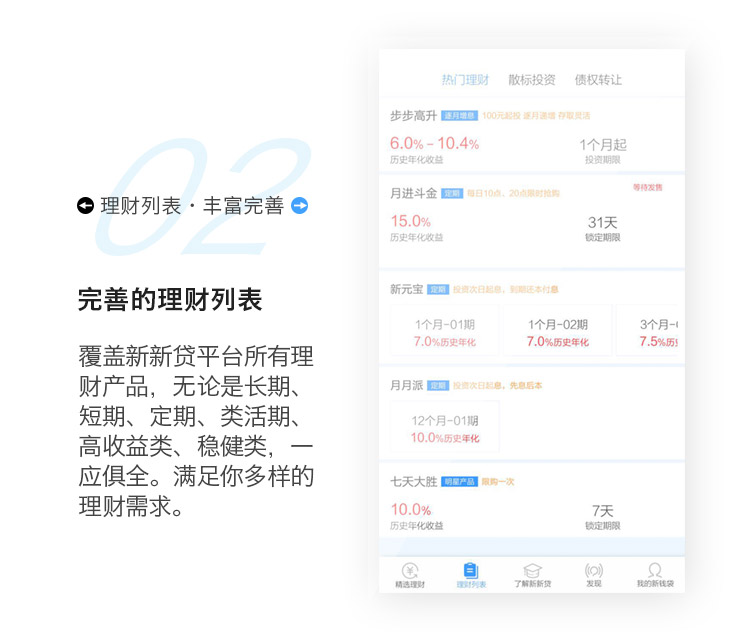 02
理财列表·丰富完善
完善的理财列表
覆盖新新贷平台所有理
财产品，无论是长期、
短期、定期、类活期、
高收益类、稳健类，一
应俱全。满足你多样的
理财需求。
热门理财 散标投资 债权转让
步步高升 逐月增息 100元起投 逐月递增 存取灵活
6.0%－10.4% 1个月起
历史年化收益 投资期限
月进斗金 定期 每日10点、20点限时抢购 等待发售
15.0% 31天
历史年化收益 锁定期限
新元宝 定期 投资次日起息，到期还本付息
1个月-01期 1个月-02期 3个月-
7.0%历史年化 7.0%历史年化 7.5%历
月月派 定期 投资次日起息，先息后本
12个月-01期
10.0%历史年化
七天大胜 明星产品 限购一次
10.0% 7天
历史年化收益 锁定期限
精选理财 理财列表 了解新新贷 发现 我的新钱袋